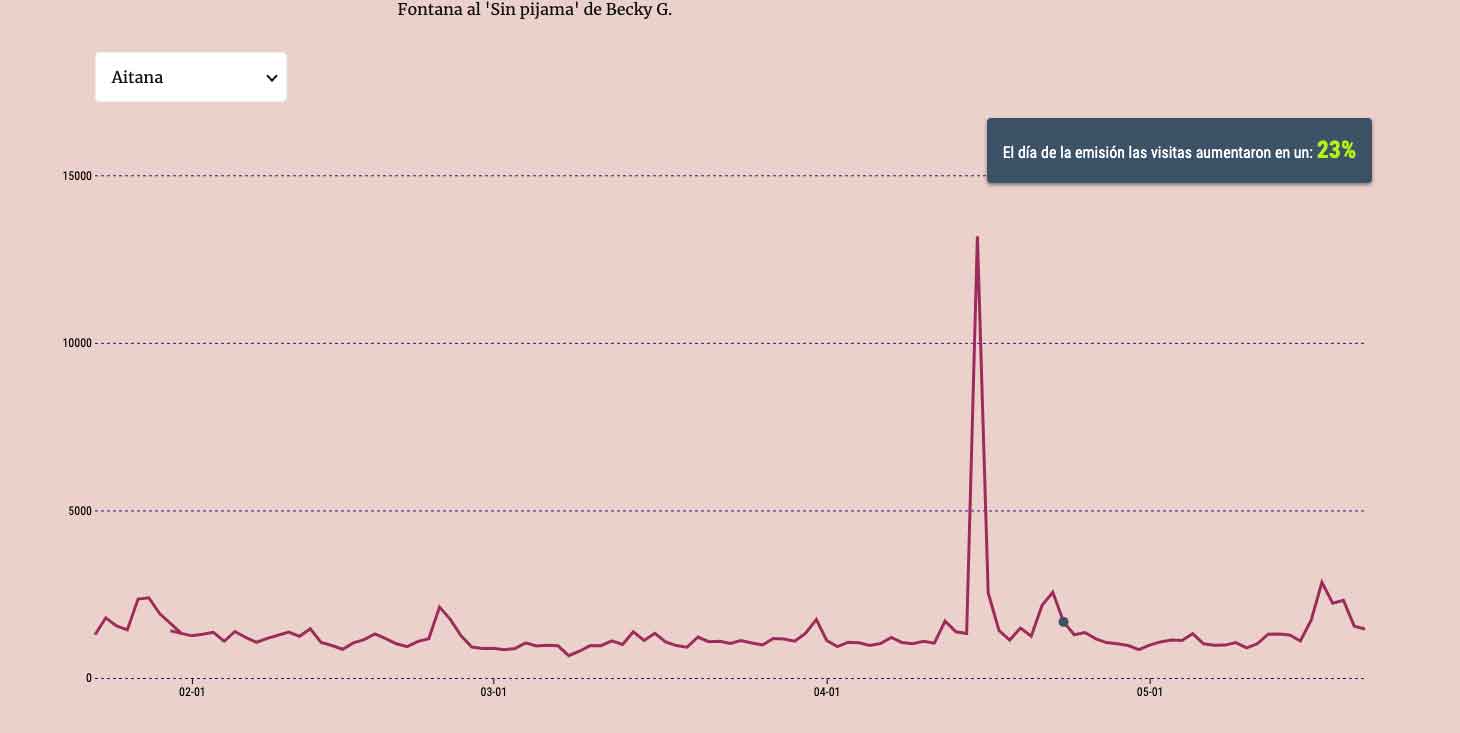 Fontana al 'Sin pijama' de Becky G.
Aitana
El día de la emisión las visitas aumentaron en un: 23%
15000
10000
5000
0
02-01 03-01 04-01 05-01